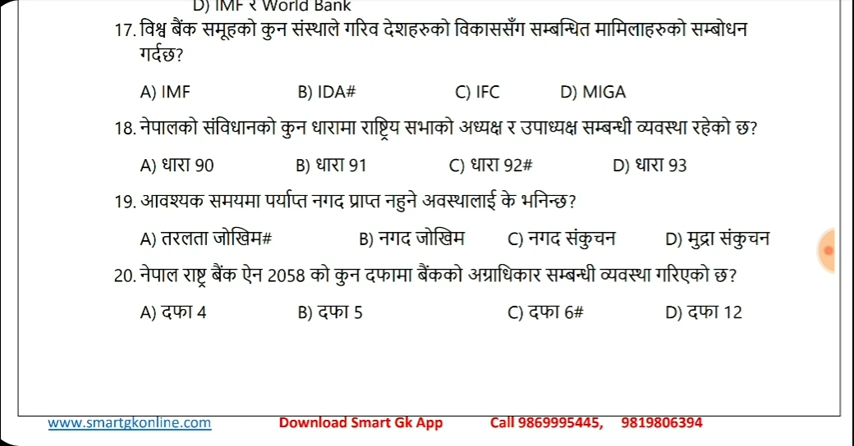 D) IMF र World Bank
17. विश्व बैंक समूहको कुन संस्थाले गरिव देशहरुको विकाससँग सम्बन्धित मामिलाहरुको सम्बोधन
गर्दछ?
A) IMF B) IDA# C) IFC D) MIGA
18. नेपालको संविधानको कुन धारामा राष्ट्रिय सभाको अध्यक्ष र उपाध्यक्ष सम्बन्धी व्यवस्था रहेको छ?
A) धारा 90 B) धारा 91 C) धारा 92# D) धारा 93
19. आवश्यक समयमा पर्याप्त नगद प्राप्त नहुने अवस्थालाई के भनिन्छ?
A) तरलता जोखिम# B) नगद जोखिम C) नगद संकुचन D) मुद्रा संकुचन
20. नेपाल राष्ट्र बैंक ऐन 2058 को कुन दफामा बैंकको अग्राधिकार सम्बन्धी व्यवस्था गरिएको छ?
A) दफा 4 B) दफा 5 C) दफा 6# D) दफा 12
www.smartgkonline.com Download Smart Gk App Call 9869995445, 9819806394